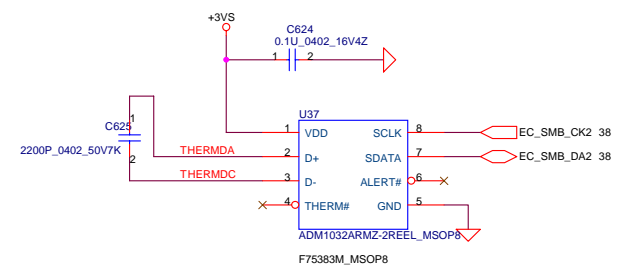 +3VS
C624
0.1U_0402_16V4Z
1 2
U37
1 VDD SCLK 8 EC_SMB_CK2 38
1
C625
2200P_0402_50V7K
2
THERMDA 2 D+ SDATA 7 EC_SMB_DA2 38
THERMDC 3 D- ALERT# 6
4 THERM# GND 5
ADM1032ARMZ-2REEL_MSOP8
F75383M_MSOP8